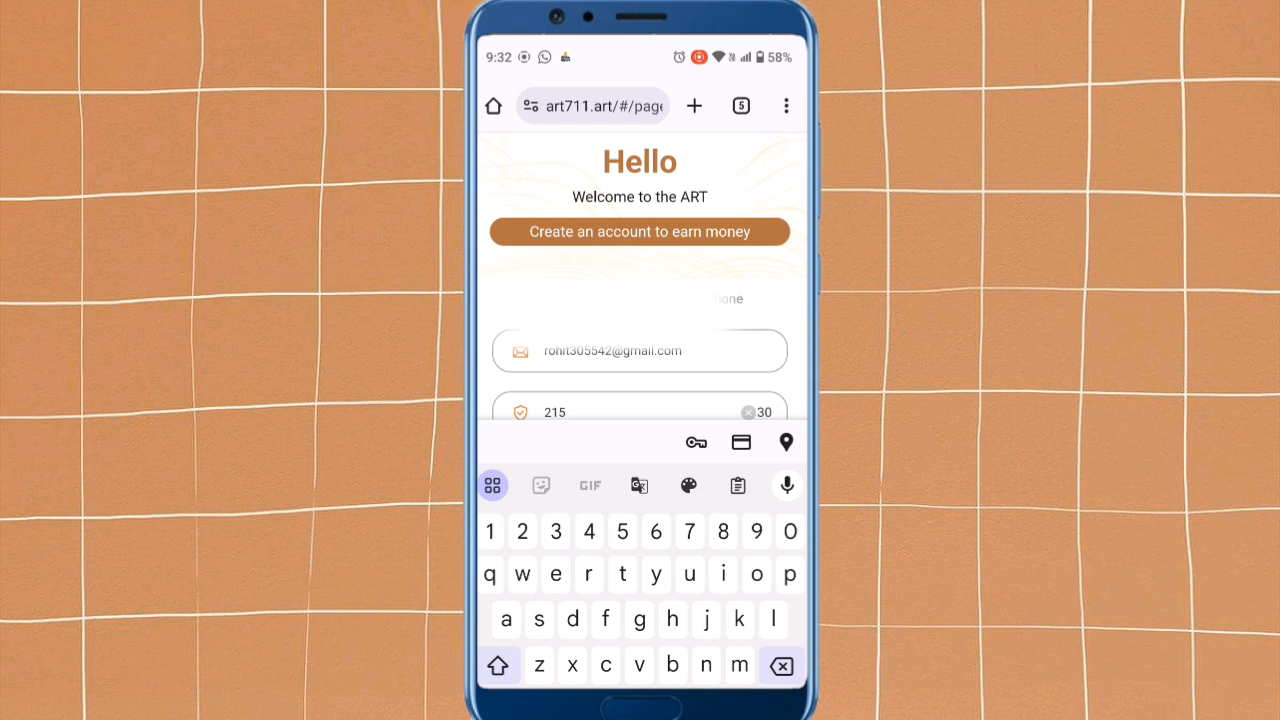 9:32 58%
art711.art/#/page 5
Hello
Welcome to the ART
Create an account to earn money
hone
rohit305542@gmail.com
215 30
GIF
1 2 3 4 5 6 7 8 9 0
q w e r t y u i o p
a s d f g h j k l
z x c v b n m